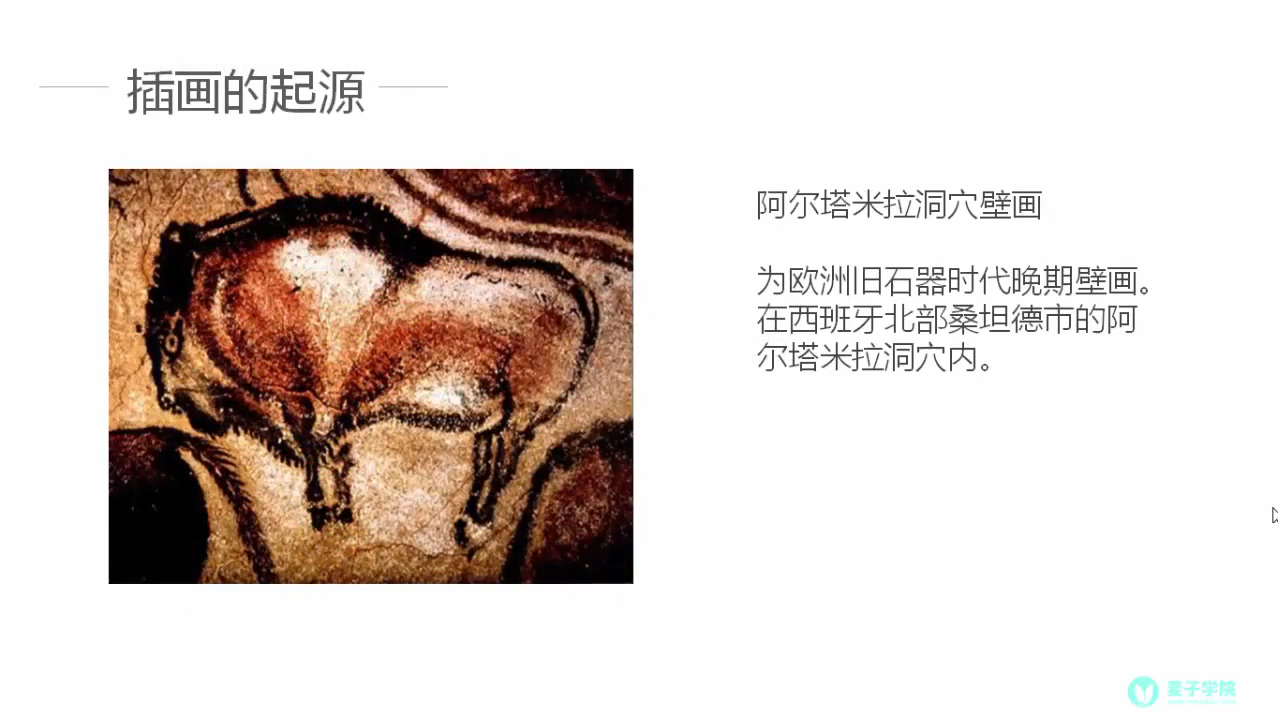 插画的起源
阿尔塔米拉洞穴壁画
为欧洲旧石器时代晚期壁画。
在西班牙北部桑坦德市的阿
尔塔米拉洞穴内。
麦子学院